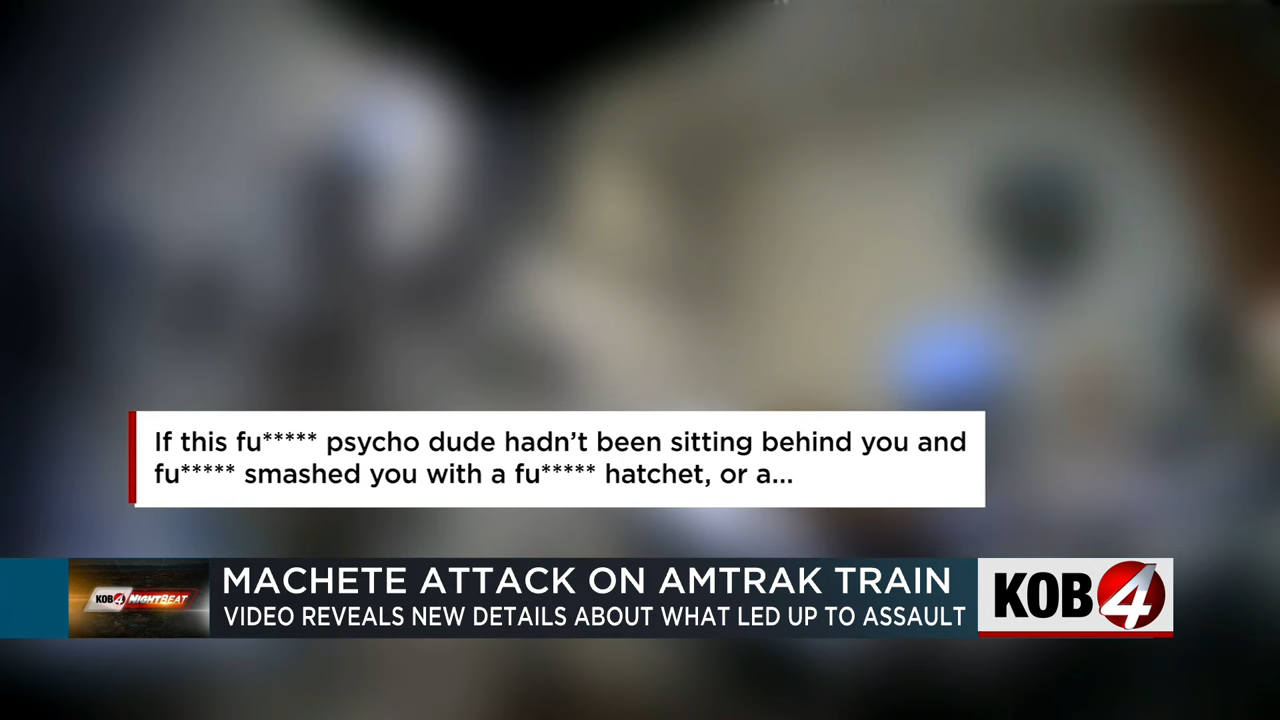 If this fu***** psycho dude hadn't been sitting behind you and
fu***** smashed you with a fu***** hatchet, or a...
MACHETE ATTACK ON AMTRAK TRAIN
VIDEO REVEALS NEW DETAILS ABOUT WHAT LED UP TO ASSAULT
KOB4 NIGHTBEAT
KOB4